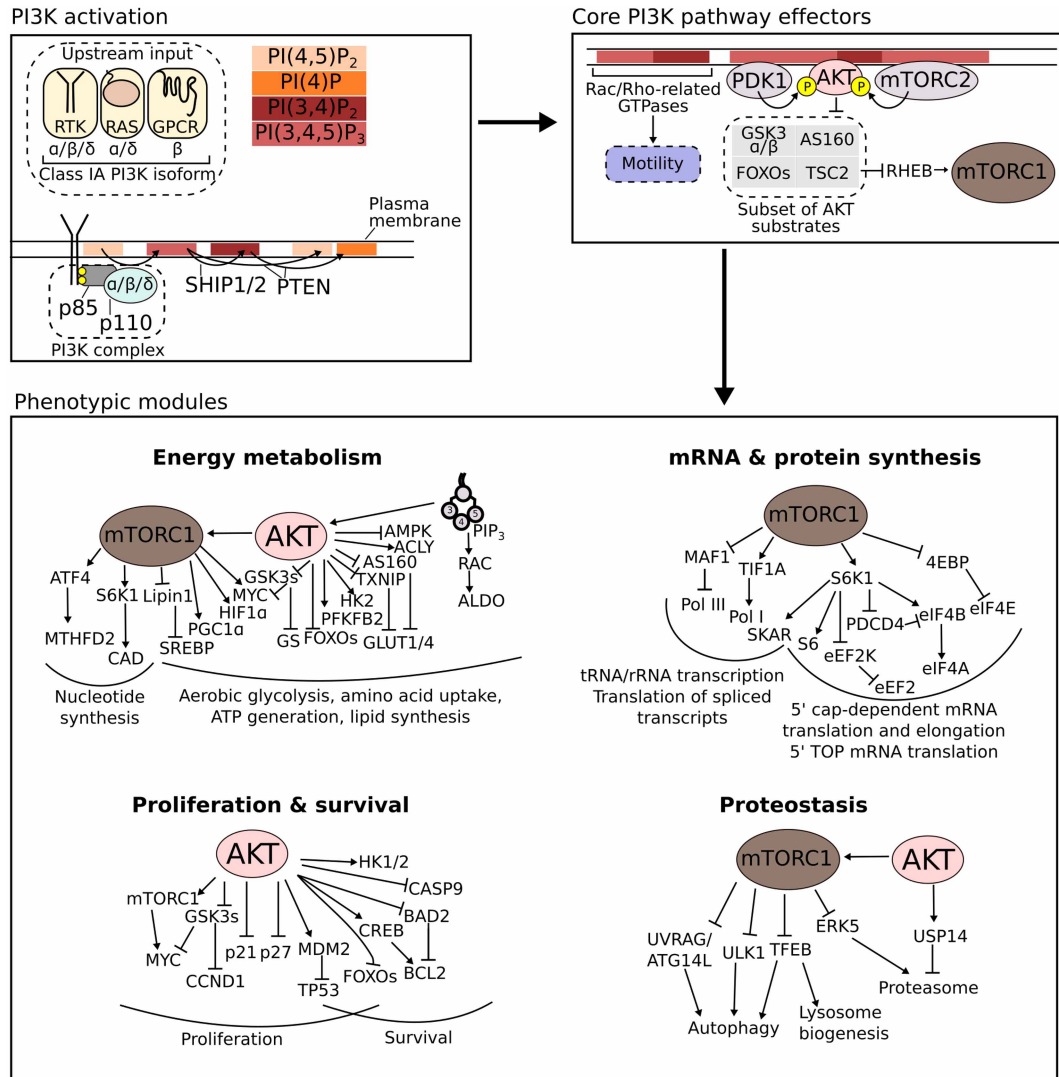 PI3K activation
Upstream input
RTK RAS GPCR
α/β/δ α/δ β
Class IA PI3K isoform
PI(4,5)P₂
PI(4)P
PI(3,4)P₂
PI(3,4,5)P₃
Plasma
membrane
α/β/δ
SHIP1/2 PTEN
p85
p110
PI3K complex
Core PI3K pathway effectors
PDK1 P AKT P mTORC2
Rac/Rho-related
GTPases
Motility
GSK3
α/β
AS160
FOXOs TSC2
RHEB
mTORC1
Subset of AKT
substrates
Phenotypic modules
Energy metabolism
mTORC1
AKT
3
4
5
PIP₃
RAC
ALDO
AMPK
ACLY
AS160
TXNIP
GSK3s
ATF4
S6K1
Lipin1
MYC
HIF1α
PGC1α
HK2
PFKFB2
MTHFD2
CAD
SREBP
GS
FOXOs
GLUT1/4
Nucleotide
synthesis
Aerobic glycolysis, amino acid uptake,
ATP generation, lipid synthesis
mRNA & protein synthesis
mTORC1
MAF1
TIF1A
S6K1
4EBP
Pol III
Pol I
PDCD4
eIF4B
eIF4E
SKAR
S6
eEF2K
eIF4A
eEF2
tRNA/rRNA transcription
Translation of spliced
transcripts
5' cap-dependent mRNA
translation and elongation
5' TOP mRNA translation
Proliferation & survival
AKT
HK1/2
CASP9
mTORC1
GSK3s
BAD2
CREB
p21
p27
MDM2
MYC
CCND1
TP53
FOXOs
BCL2
Proliferation
Survival
Proteostasis
mTORC1
AKT
UVRAG/
ATG14L
ULK1
TFEB
ERK5
USP14
Proteasome
Autophagy
Lysosome
biogenesis